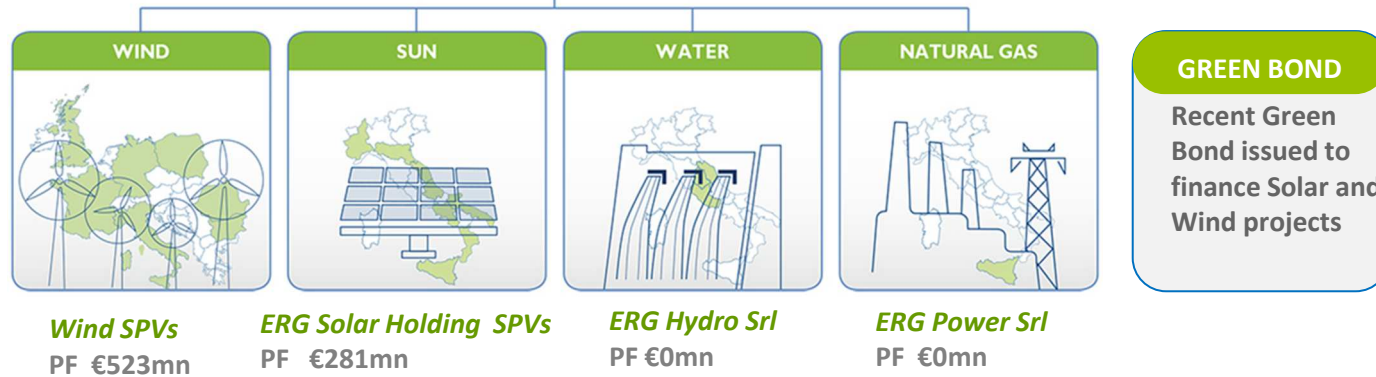 WIND
SUN
WATER
NATURAL GAS
GREEN BOND
Recent Green
Bond issued to
finance Solar and
Wind projects
Wind SPVs
PF €523mn
ERG Solar Holding SPVs
PF €281mn
ERG Hydro Srl
PF €0mn
ERG Power Srl
PF €0mn